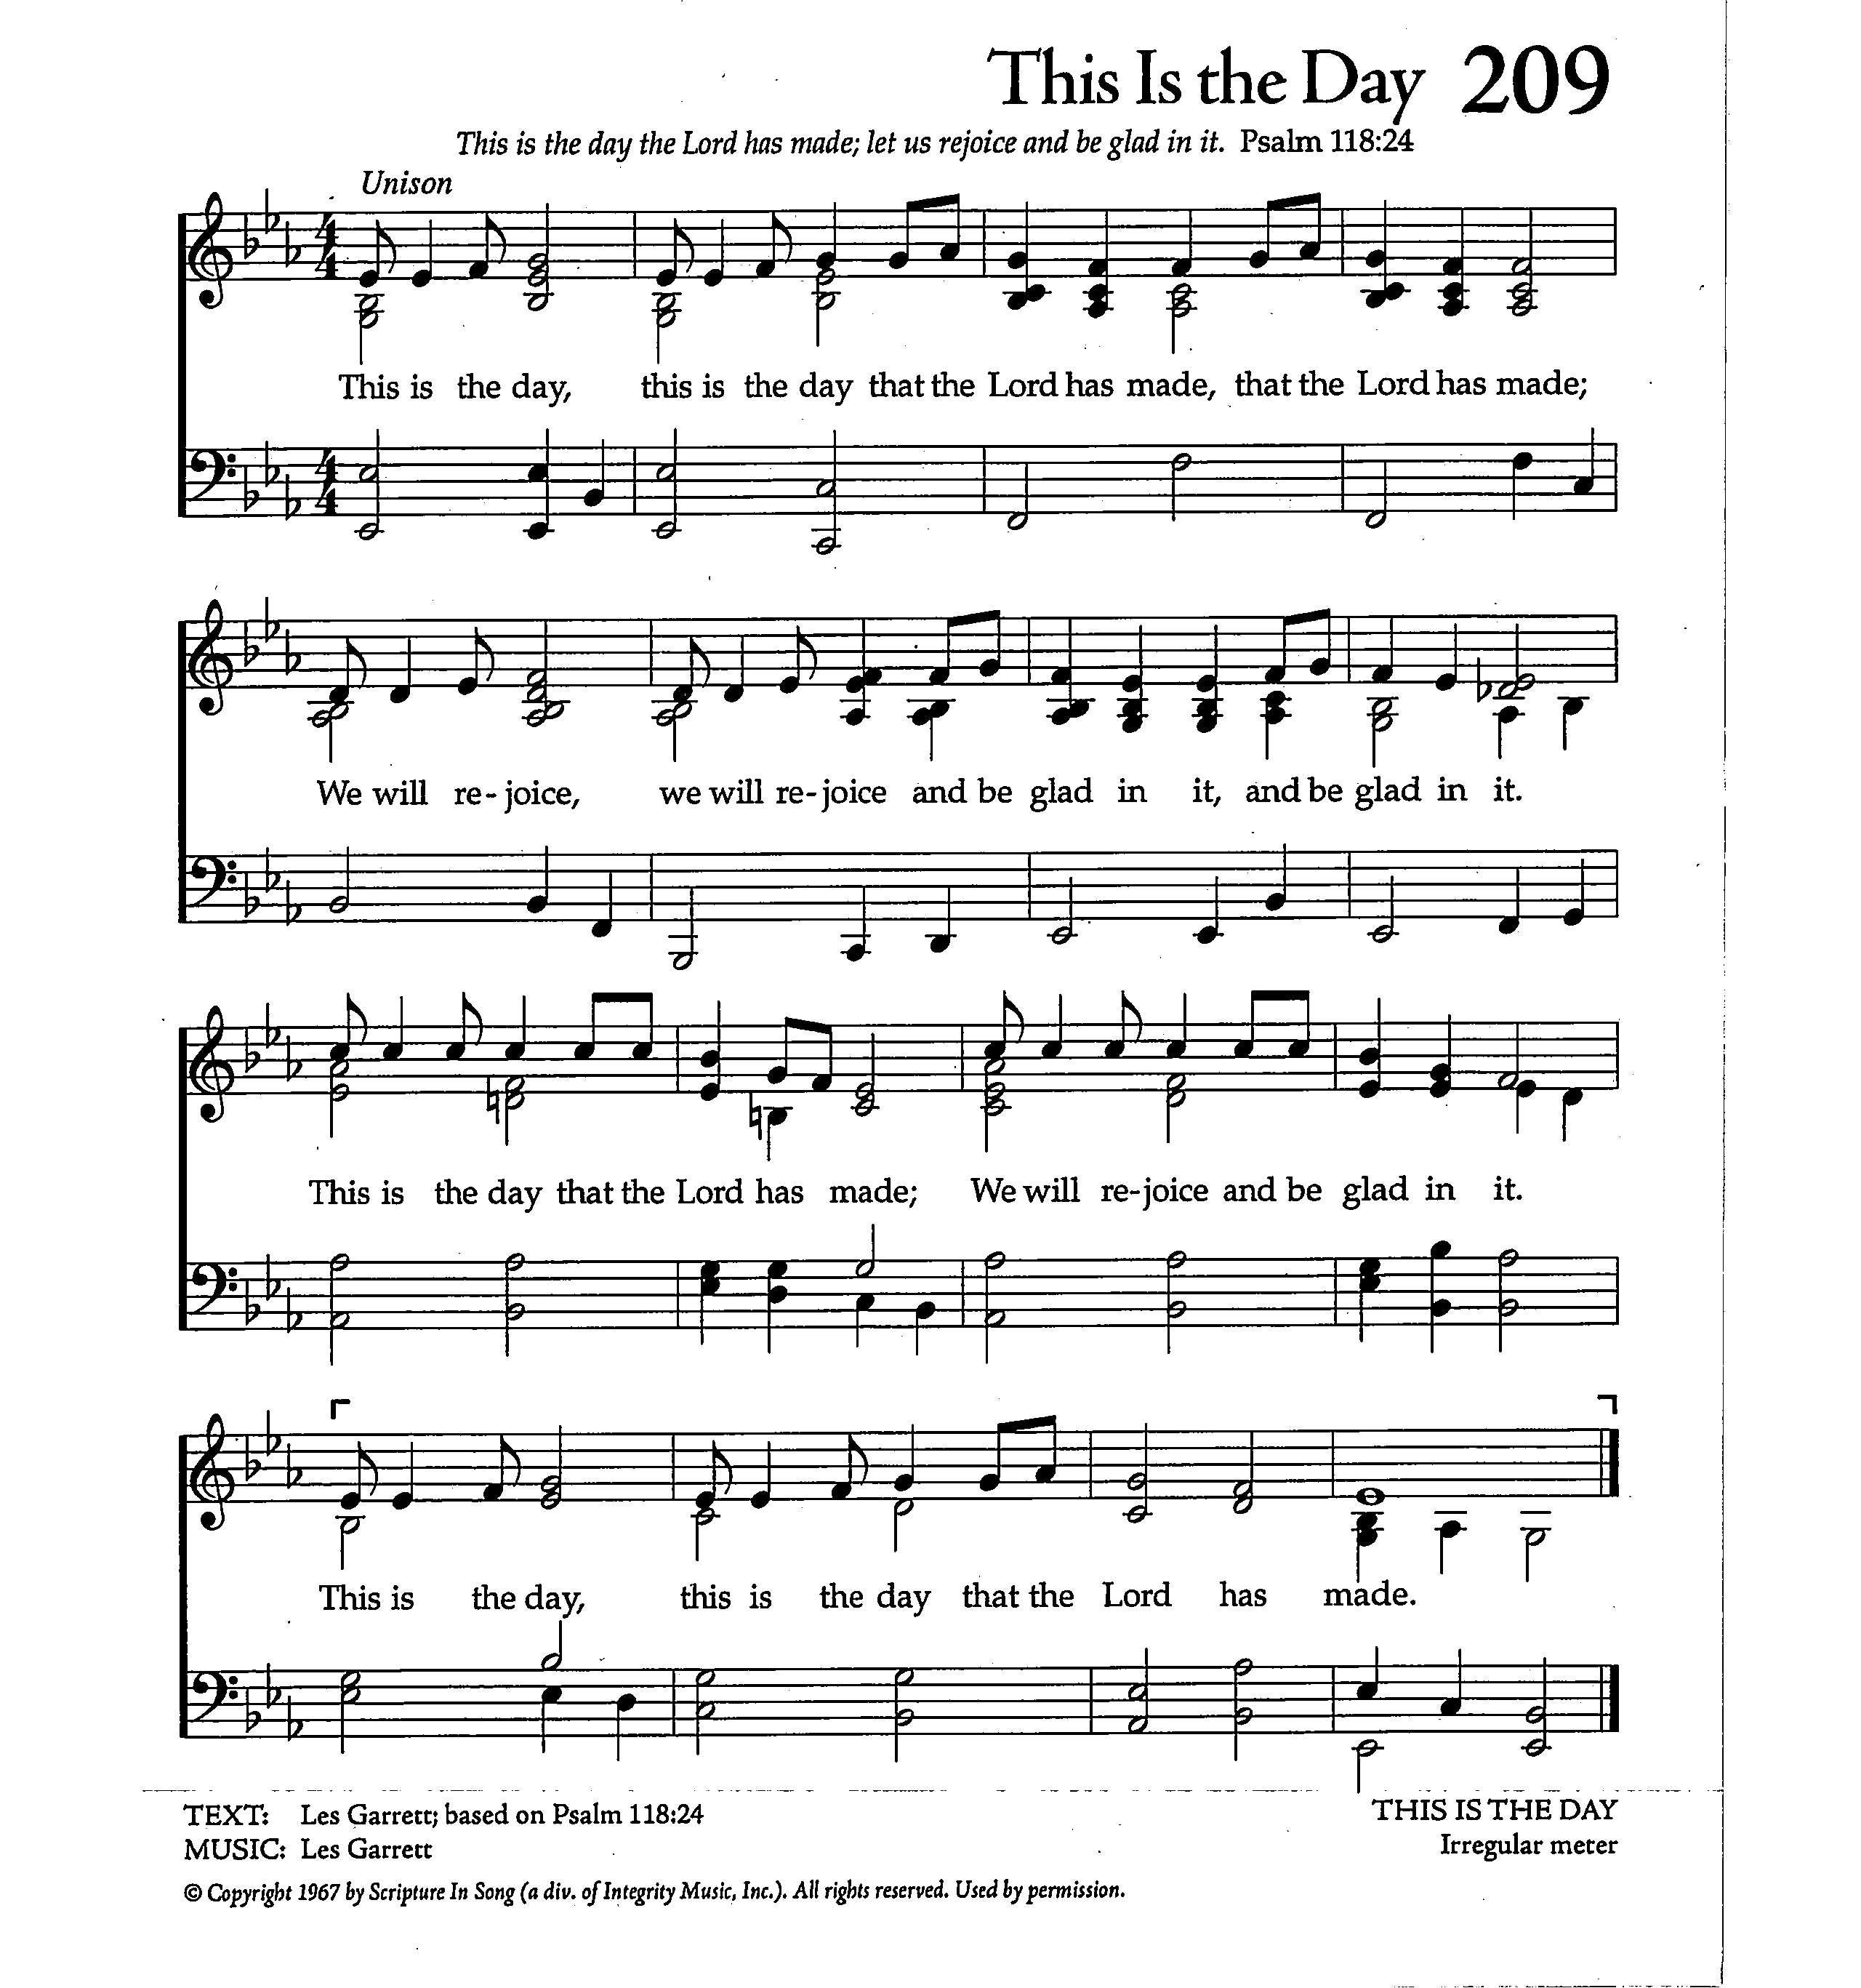 This Is the Day 209
This is the day the Lord has made; let us rejoice and be glad in it. Psalm 118:24
Unison
4 4
This is the day, this is the day that the Lord has made, that the Lord has made;
4 4
We will re-joice, we will re-joice and be glad in it, and be glad in it.
This is the day that the Lord has made; We will re-joice and be glad in it.
This is the day, this is the day that the Lord has made.
TEXT: Les Garrett; based on Psalm 118:24
THIS IS THE DAY
MUSIC: Les Garrett
Irregular meter
© Copyright 1967 by Scripture In Song (a div. of Integrity Music, Inc.). All rights reserved. Used by permission.